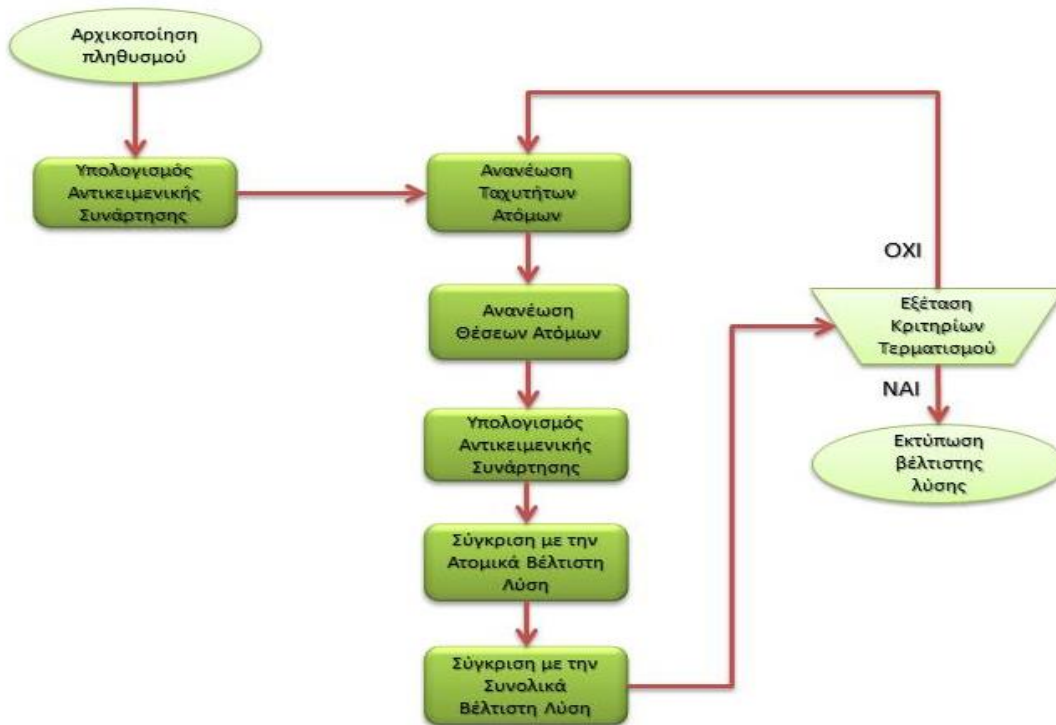 Αρχικοποίηση
πληθυσμού
Υπολογισμός
Αντικειμενικής
Συνάρτησης
Ανανέωση
Ταχυτήτων
Ατόμων
Ανανέωση
Θέσεων Ατόμων
Υπολογισμός
Αντικειμενικής
Συνάρτησης
Σύγκριση με την
Ατομικά Βέλτιστη
Λύση
Σύγκριση με την
Συνολικά
Βέλτιστη Λύση
ΟΧΙ
Εξέταση
Κριτηρίων
Τερματισμού
ΝΑΙ
Εκτύπωση
βέλτιστης
λύσης